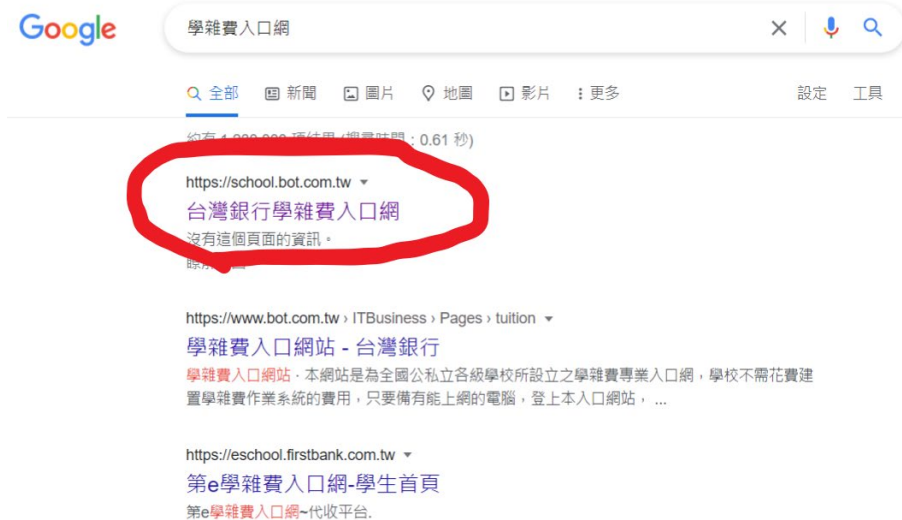 Google
學雜費入口網
全部 新聞 圖片 地圖 影片 更多 設定 工具
0.61 秒)
https://school.bot.com.tw
台灣銀行學雜費入口網
沒有這個頁面的資訊。
https://www.bot.com.tw › ITBusiness › Pages › tuition
學雜費入口網站 - 台灣銀行
學雜費入口網站 · 本網站是為全國公私立各級學校所設立之學雜費專業入口網,學校不需花費建
置學雜費作業系統的費用,只要備有能上網的電腦,登上本入口網站, ...
https://eschool.firstbank.com.tw
第e學雜費入口網-學生首頁
第e學雜費入口網~代收平台.